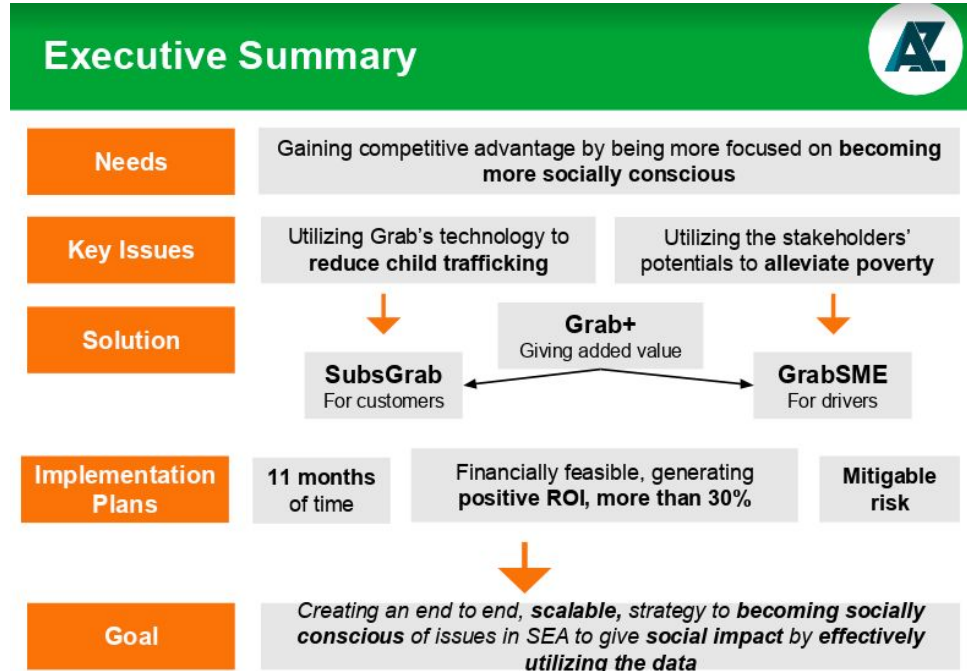 Executive Summary
AZ
Needs
Gaining competitive advantage by being more focused on becoming
more socially conscious
Key Issues
Utilizing Grab's technology to
reduce child trafficking
Utilizing the stakeholders'
potentials to alleviate poverty
Solution
Grab+
Giving added value
SubsGrab
For customers
GrabSME
For drivers
Implementation
Plans
11 months
of time
Financially feasible, generating
positive ROI, more than 30%
Mitigable
risk
Goal
Creating an end to end, scalable, strategy to becoming socially
conscious of issues in SEA to give social impact by effectively
utilizing the data